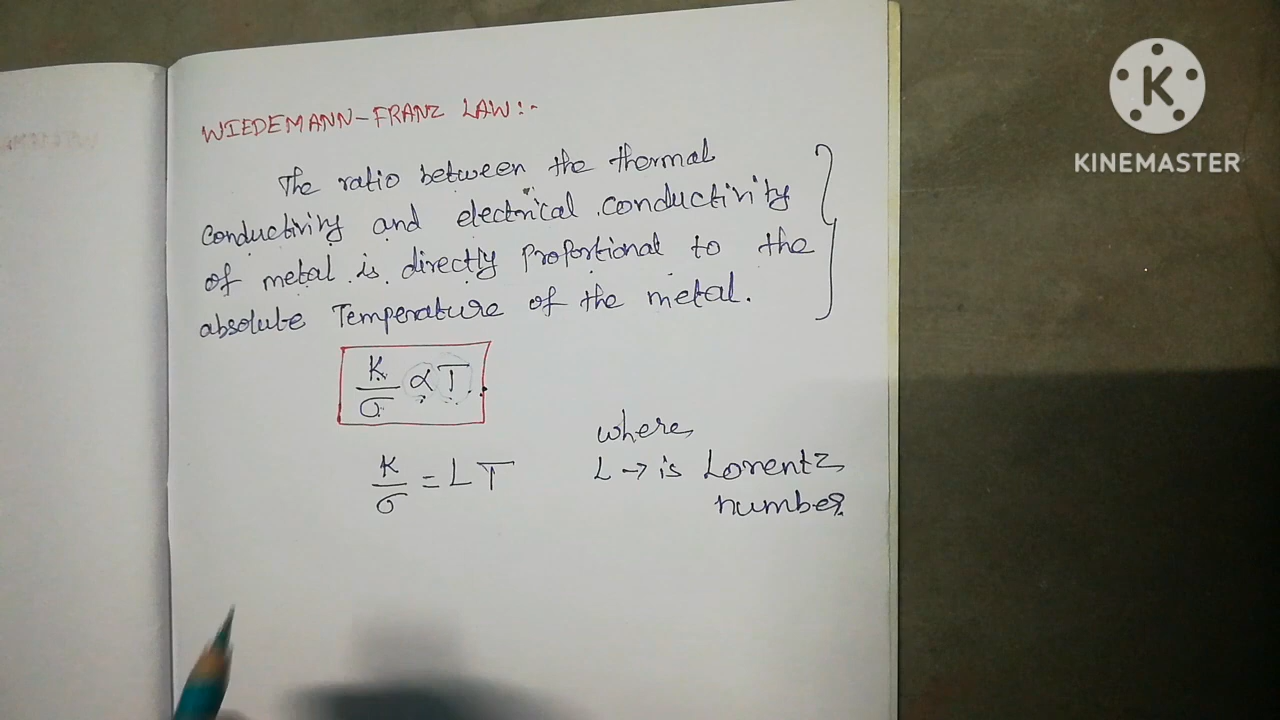 WIEDEMANN-FRANZ LAW:-
The ratio between the thermal
conductivity and electrical conductivity
of metal is directly Proportional to the
absolute Temperature of the metal.
K/σ ∝ T
K/σ = LT
where,
L → is Lorentz
number.
KINEMASTER